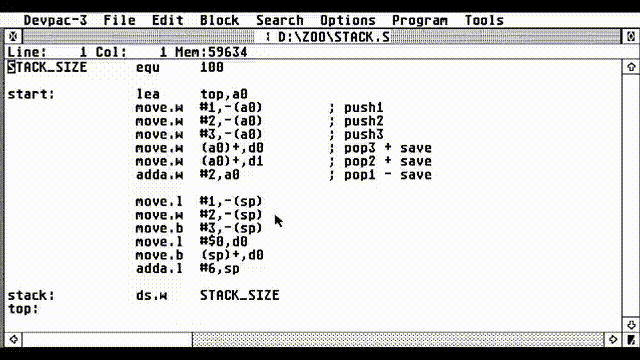 Devpac-3 File Edit Block Search Options Program Tools
D:\ZOO\STACK.S
Line: 1 Col: 1 Mem:59634
STACK_SIZE equ 100
start: lea top,a0
move.w #1,-(a0) ; push1
move.w #2,-(a0) ; push2
move.w #3,-(a0) ; push3
move.w (a0)+,d0 ; pop3 + save
move.w (a0)+,d1 ; pop2 + save
adda.w #2,a0 ; pop1 - save
move.l #1,-(sp)
move.w #2,-(sp)
move.b #3,-(sp)
move.l #$0,d0
move.b (sp)+,d0
adda.l #6,sp
stack: ds.w STACK_SIZE
top: